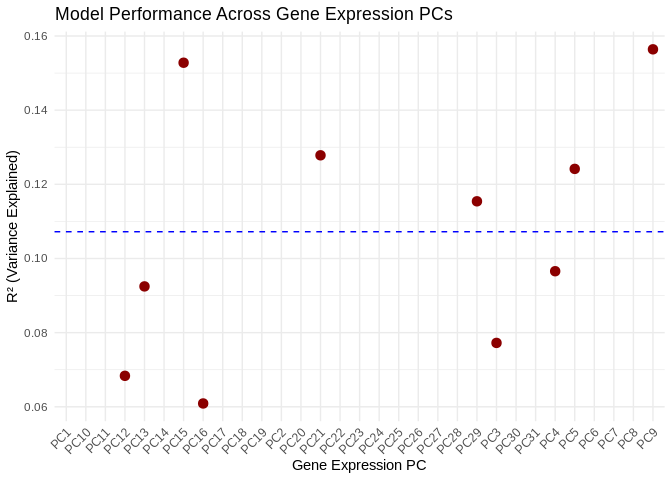 Model Performance Across Gene Expression PCs
R² (Variance Explained)
0.16
0.14
0.12
0.10
0.08
0.06
PC1
PC10
PC11
PC12
PC13
PC14
PC15
PC16
PC17
PC18
PC19
PC2
PC20
PC21
PC22
PC23
PC24
PC25
PC26
PC27
PC28
PC29
PC3
PC30
PC31
PC4
PC5
PC6
PC7
PC8
PC9
Gene Expression PC